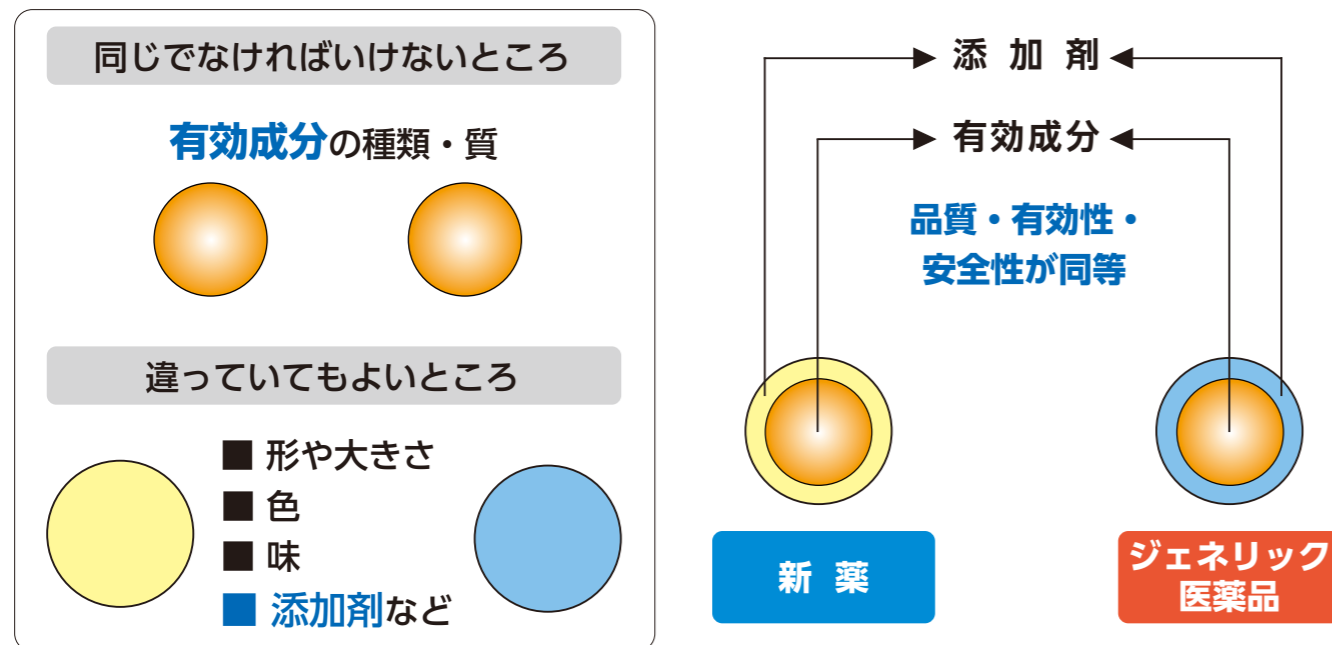 同じでなければいけないところ
有効成分の種類・質
違っていてもよいところ
■ 形や大きさ
■ 色
■ 味
■ 添加剤など
添加剤
有効成分
品質・有効性・
安全性が同等
新薬
ジェネリック
医薬品